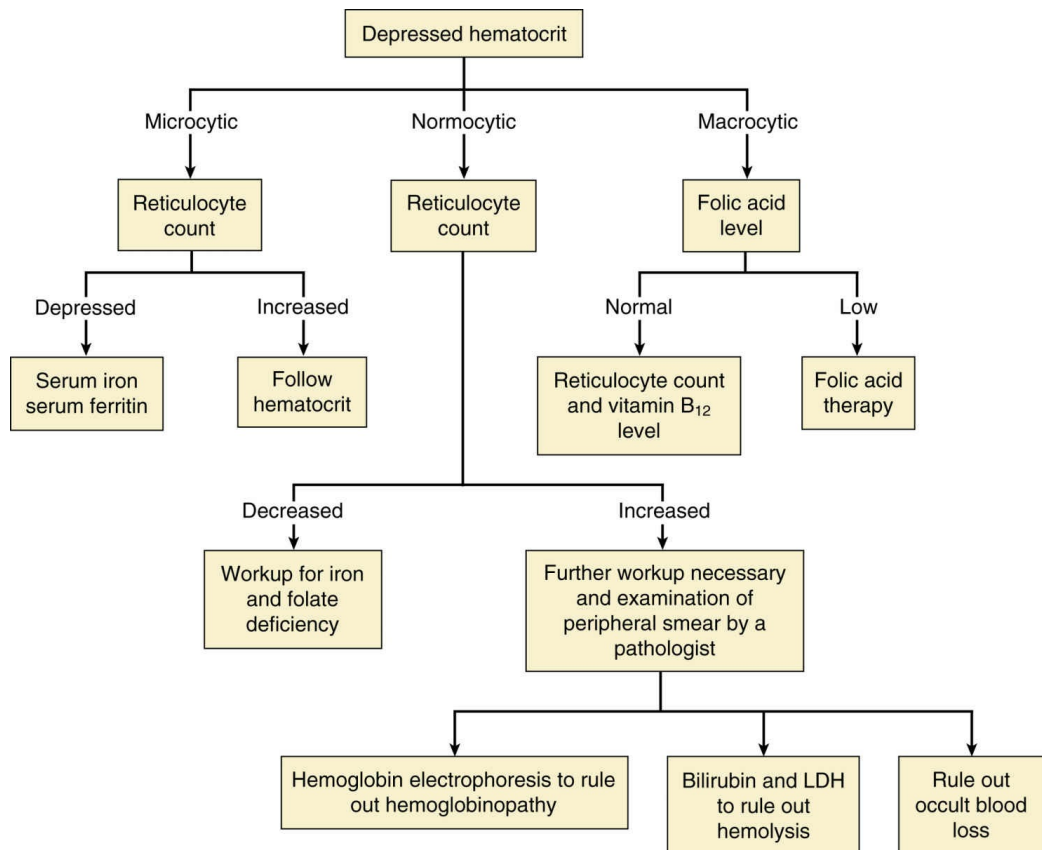 Depressed hematocrit
Microcytic
Normocytic
Macrocytic
Reticulocyte
count
Reticulocyte
count
Folic acid
level
Depressed
Increased
Normal
Low
Serum iron
serum ferritin
Follow
hematocrit
Reticulocyte count
and vitamin B₁₂
level
Folic acid
therapy
Decreased
Increased
Workup for iron
and folate
deficiency
Further workup necessary
and examination of
peripheral smear by a
pathologist
Hemoglobin electrophoresis to rule
out hemoglobinopathy
Bilirubin and LDH
to rule out
hemolysis
Rule out
occult blood
loss